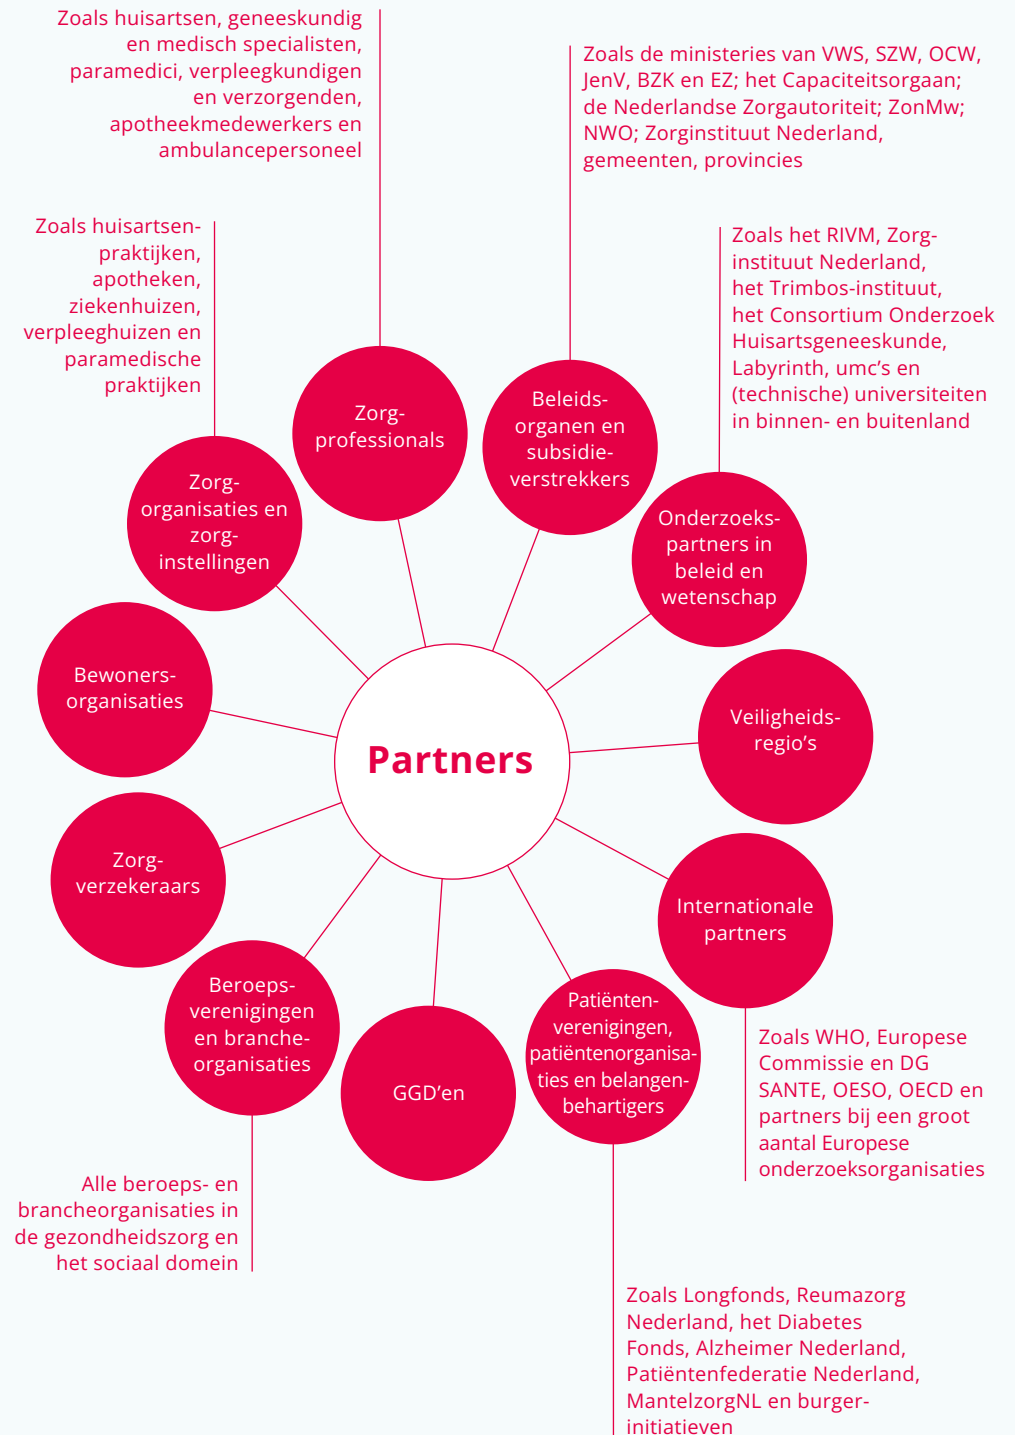 Zoals huisartsen, geneeskundig
en medisch specialisten,
paramedici, verpleegkundigen
en verzorgenden,
apotheekmedewerkers en
ambulancepersoneel
Zoals de ministeries van VWS, SZW, OCW,
JenV, BZK en EZ; het Capaciteitsorgaan;
de Nederlandse Zorgautoriteit; ZonMw;
NWO; Zorginstituut Nederland,
gemeenten, provincies
Zoals huisartsen-
praktijken,
apotheken,
ziekenhuizen,
verpleeghuizen en
paramedische
praktijken
Zoals het RIVM, Zorg-
instituut Nederland,
het Trimbos-instituut,
het Consortium Onderzoek
Huisartsgeneeskunde,
Labyrinth, umc's en
(technische) universiteiten
in binnen- en buitenland
Zorg-
professionals
Beleids-
organen en
subsidie-
verstrekkers
Zorg-
organisaties en
zorg-
instellingen
Onderzoeks-
partners in
beleid en
wetenschap
Bewoners-
organisaties
Veiligheids-
regio's
Partners
Zorg-
verzekeraars
Internationale
partners
Beroeps-
verenigingen
en branche-
organisaties
GGD'en
Patiënten-
verenigingen,
patiëntenorganisa-
ties en belangen-
behartigers
Zoals WHO, Europese
Commissie en DG
SANTE, OESO, OECD en
partners bij een groot
aantal Europese
onderzoeksorganisaties
Alle beroeps- en
brancheorganisaties in
de gezondheidszorg en
het sociaal domein
Zoals Longfonds, Reumazorg
Nederland, het Diabetes
Fonds, Alzheimer Nederland,
Patiëntenfederatie Nederland,
MantelzorgNL en burger-
initiatieven